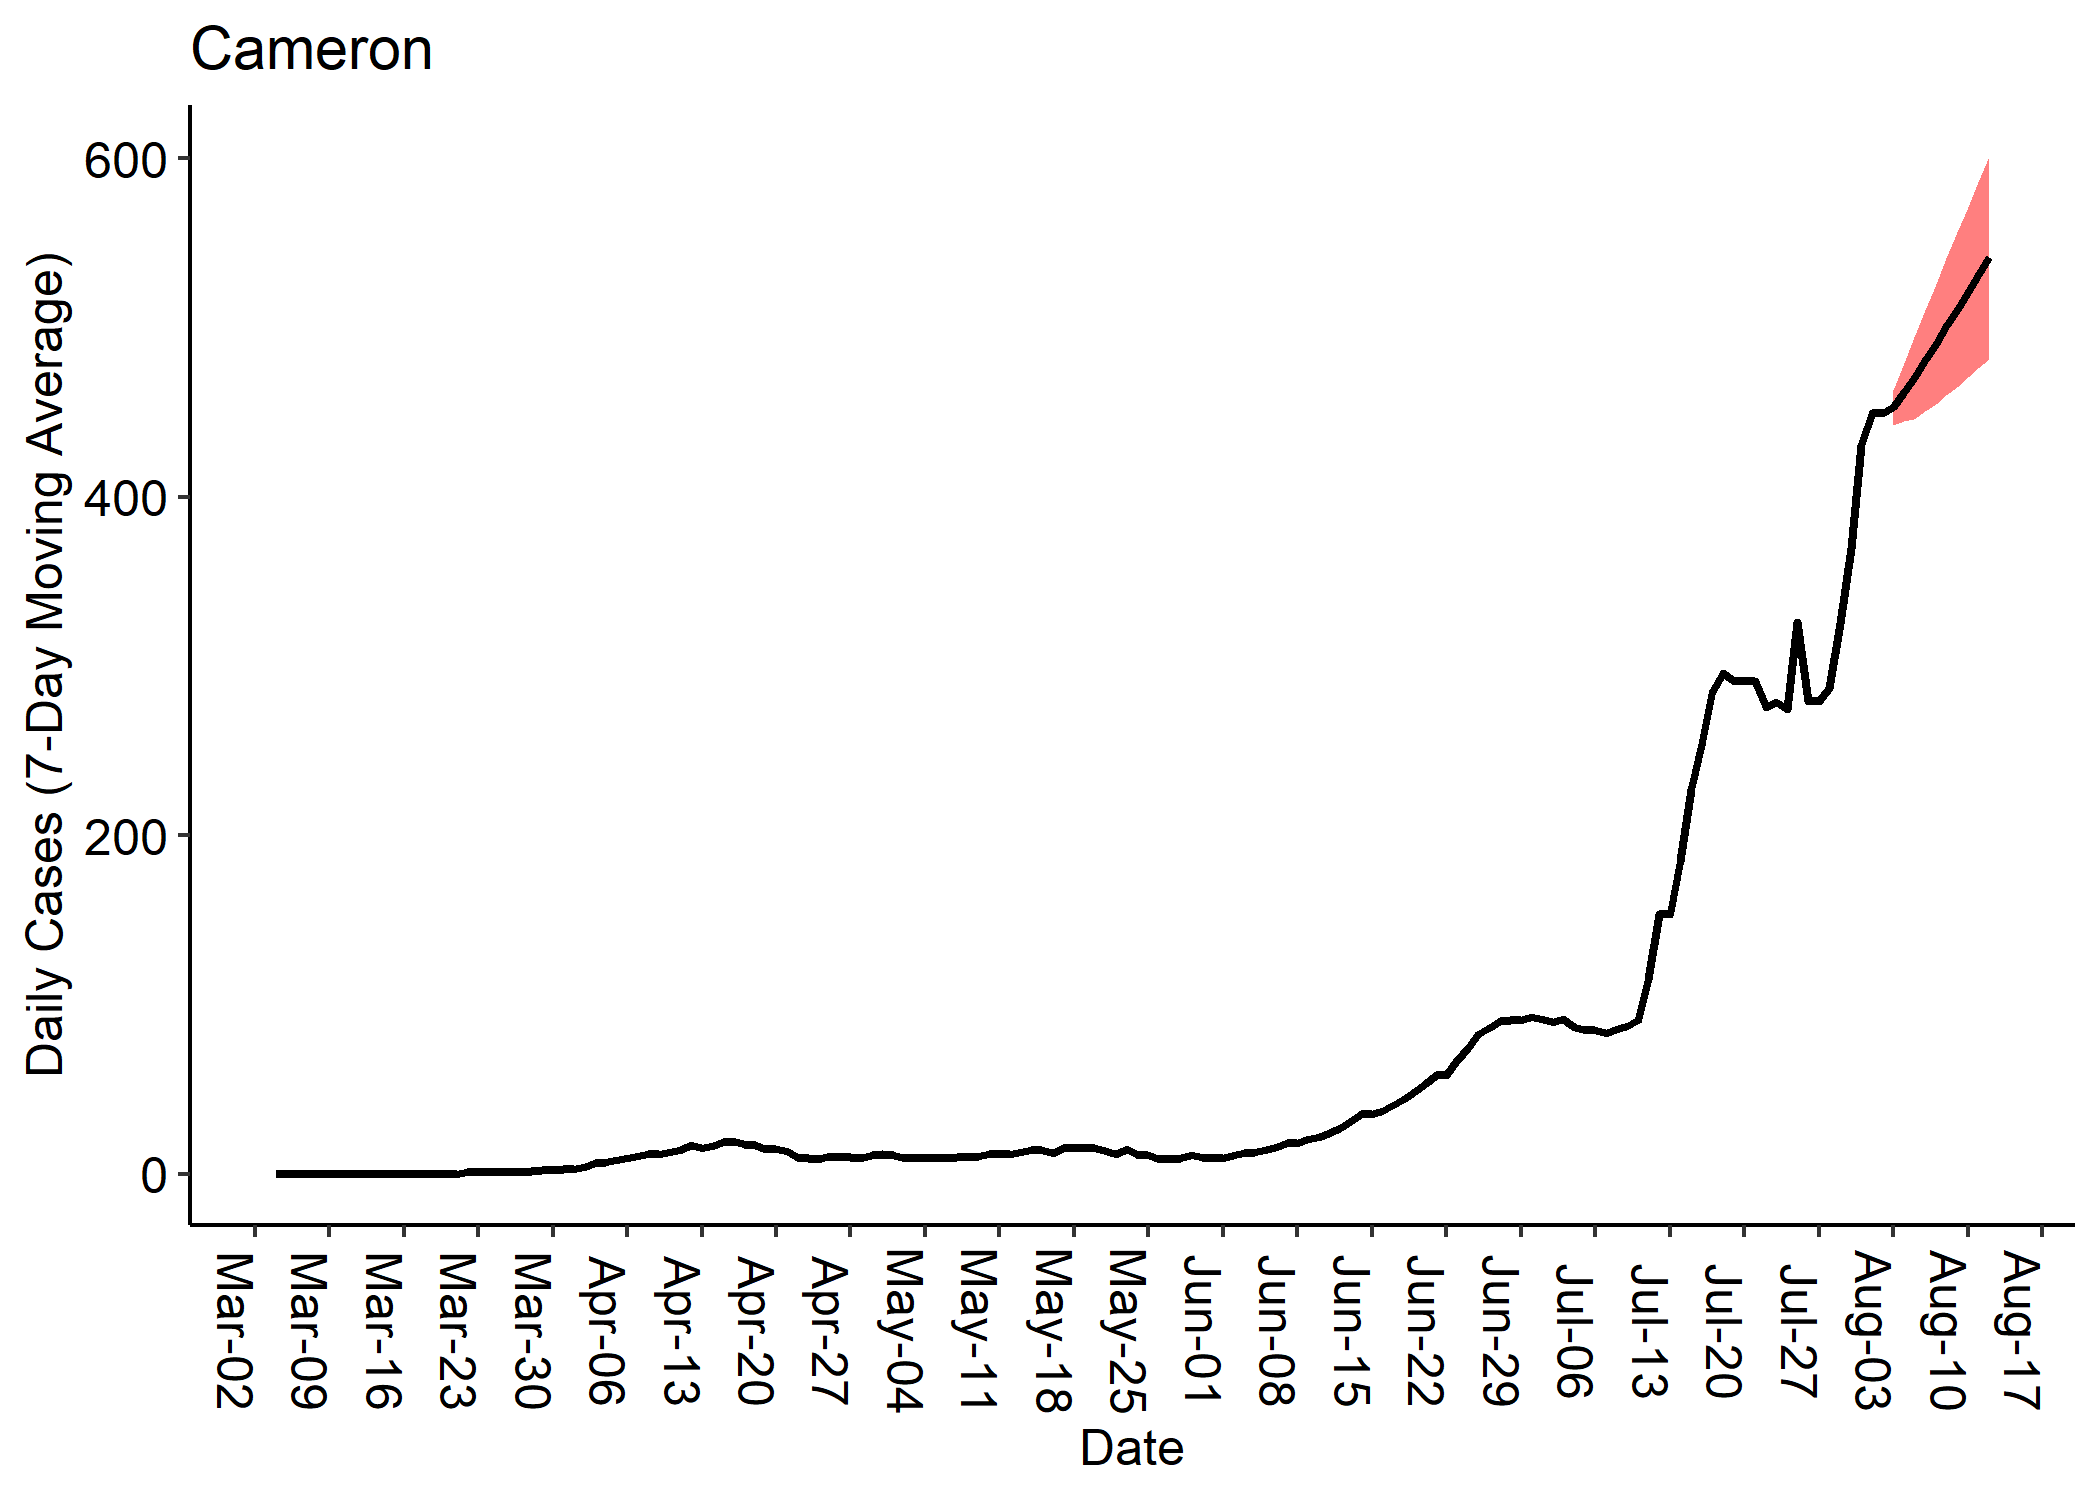 Cameron
Daily Cases (7-Day Moving Average)
600
400
200
0
Mar-02
Mar-09
Mar-16
Mar-23
Mar-30
Apr-06
Apr-13
Apr-20
Apr-27
May-04
May-11
May-18
May-25
Jun-01
Jun-08
Jun-15
Jun-22
Jun-29
Jul-06
Jul-13
Jul-20
Jul-27
Aug-03
Aug-10
Aug-17
Date